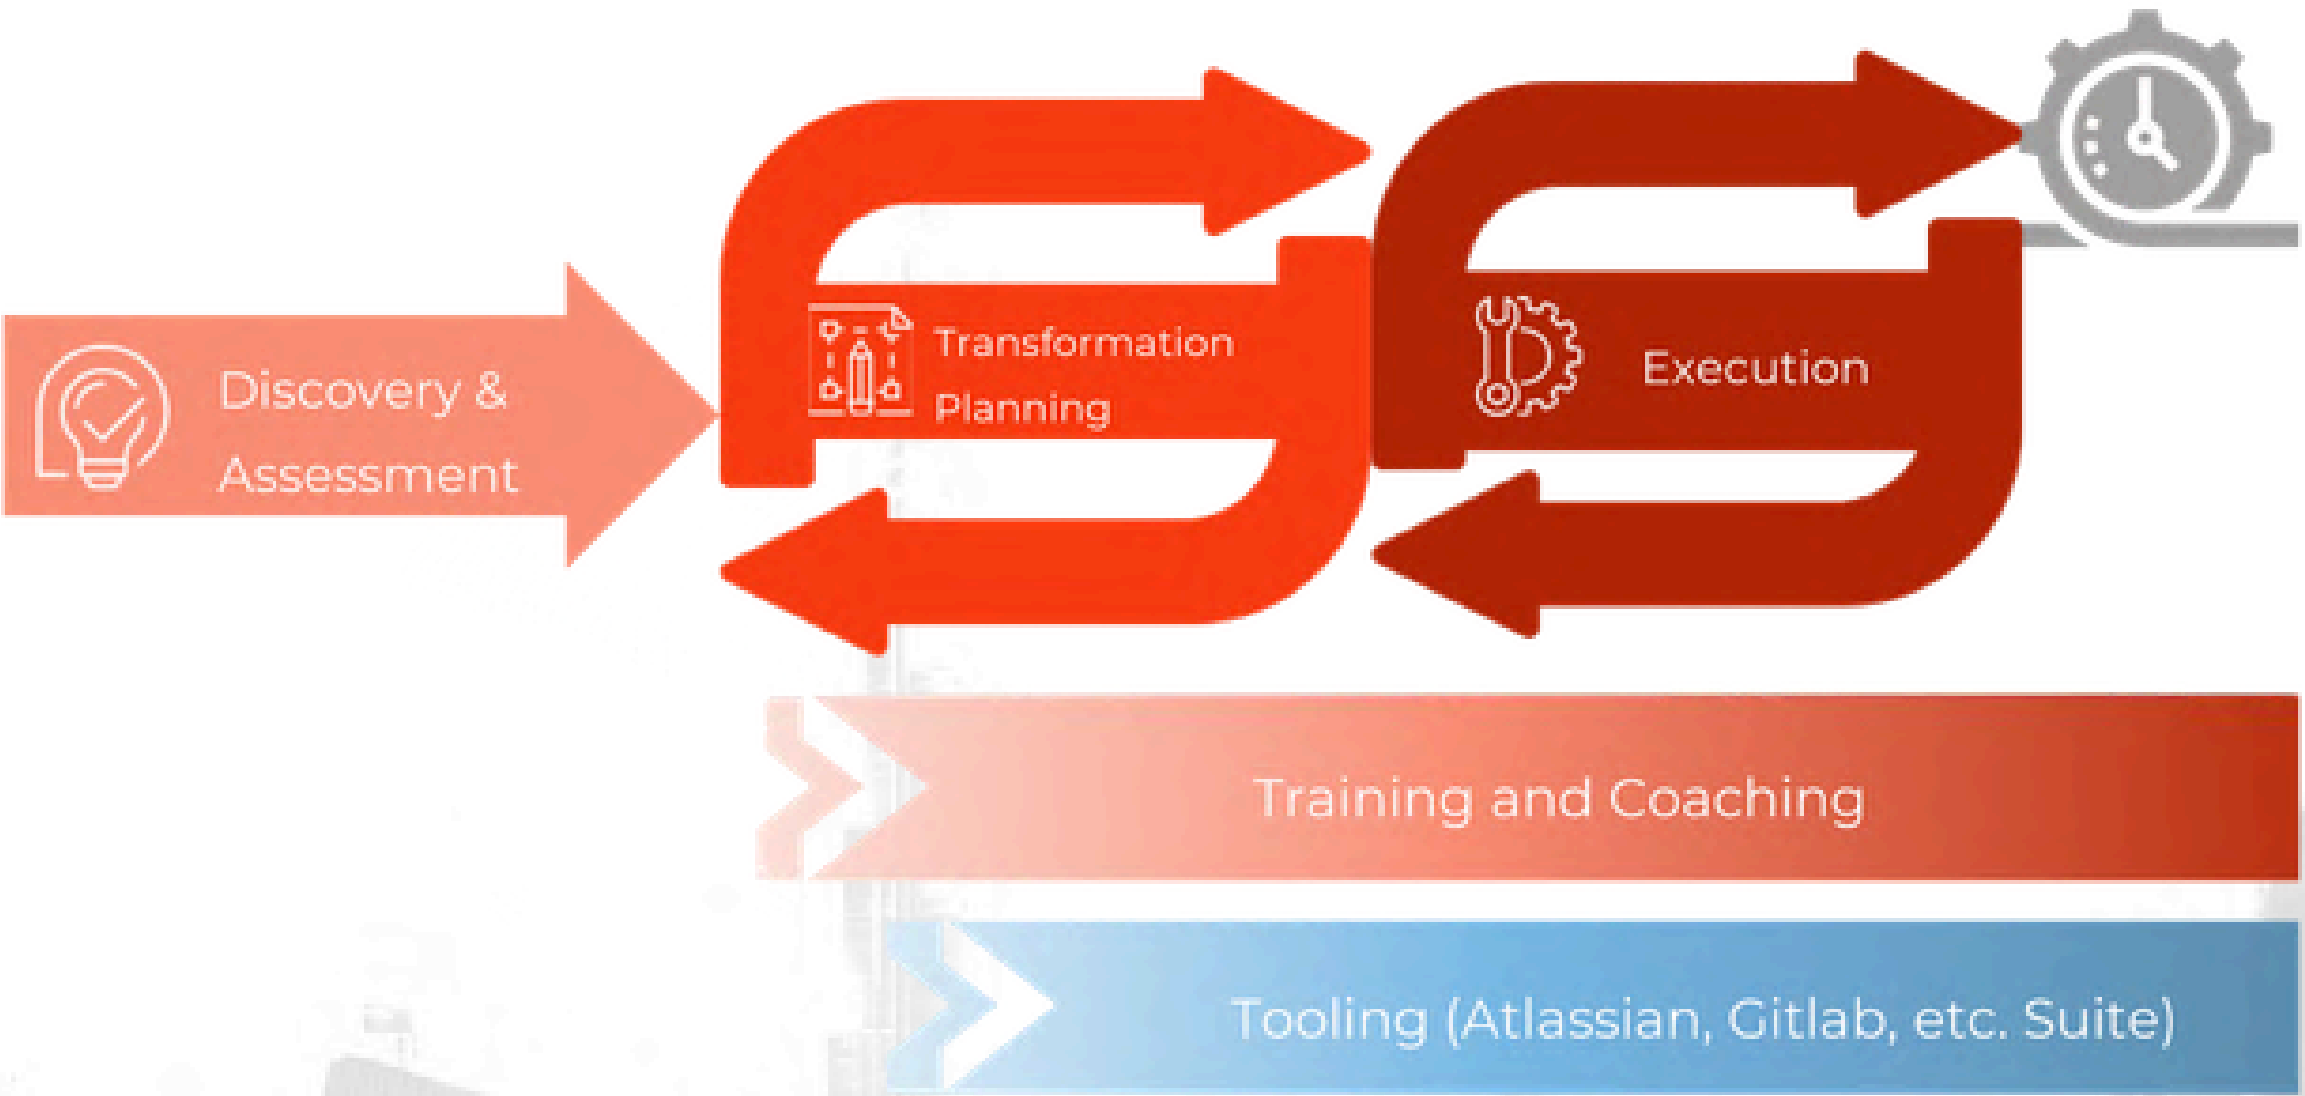 Discovery &
Assessment
Transformation
Planning
Execution
Training and Coaching
Tooling (Atlassian, Gitlab, etc. Suite)